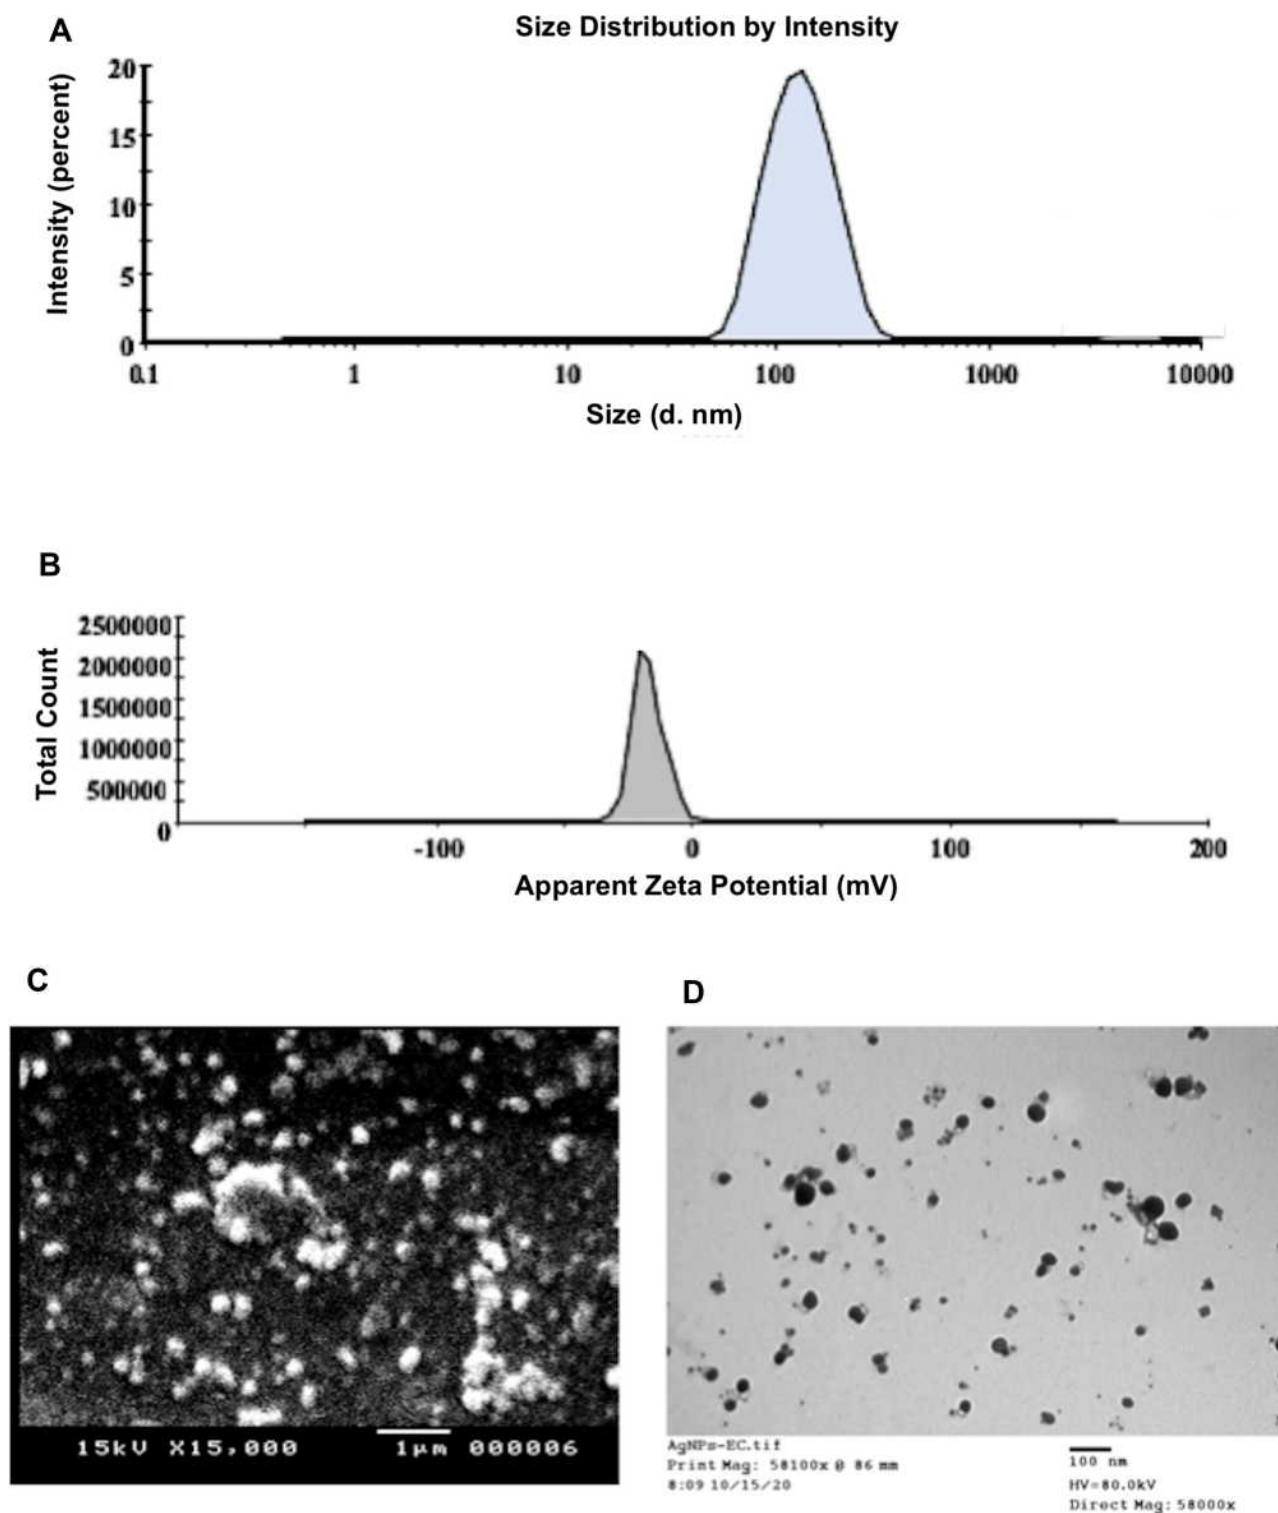 A
Size Distribution by Intensity
Intensity (percent)
20
15
10
5
0
0.1 1 10 100 1000 10000
Size (d. nm)
B
Total Count
2500000
2000000
1500000
1000000
500000
0
-100 0 100 200
Apparent Zeta Potential (mV)
C
15kV X15,000 1μm 000006
D
AgNPs-EC.tif
Print Mag: 58100x @ 86 mm
8:09 10/15/20
100 nm
HV=80.0kV
Direct Mag: 58000x